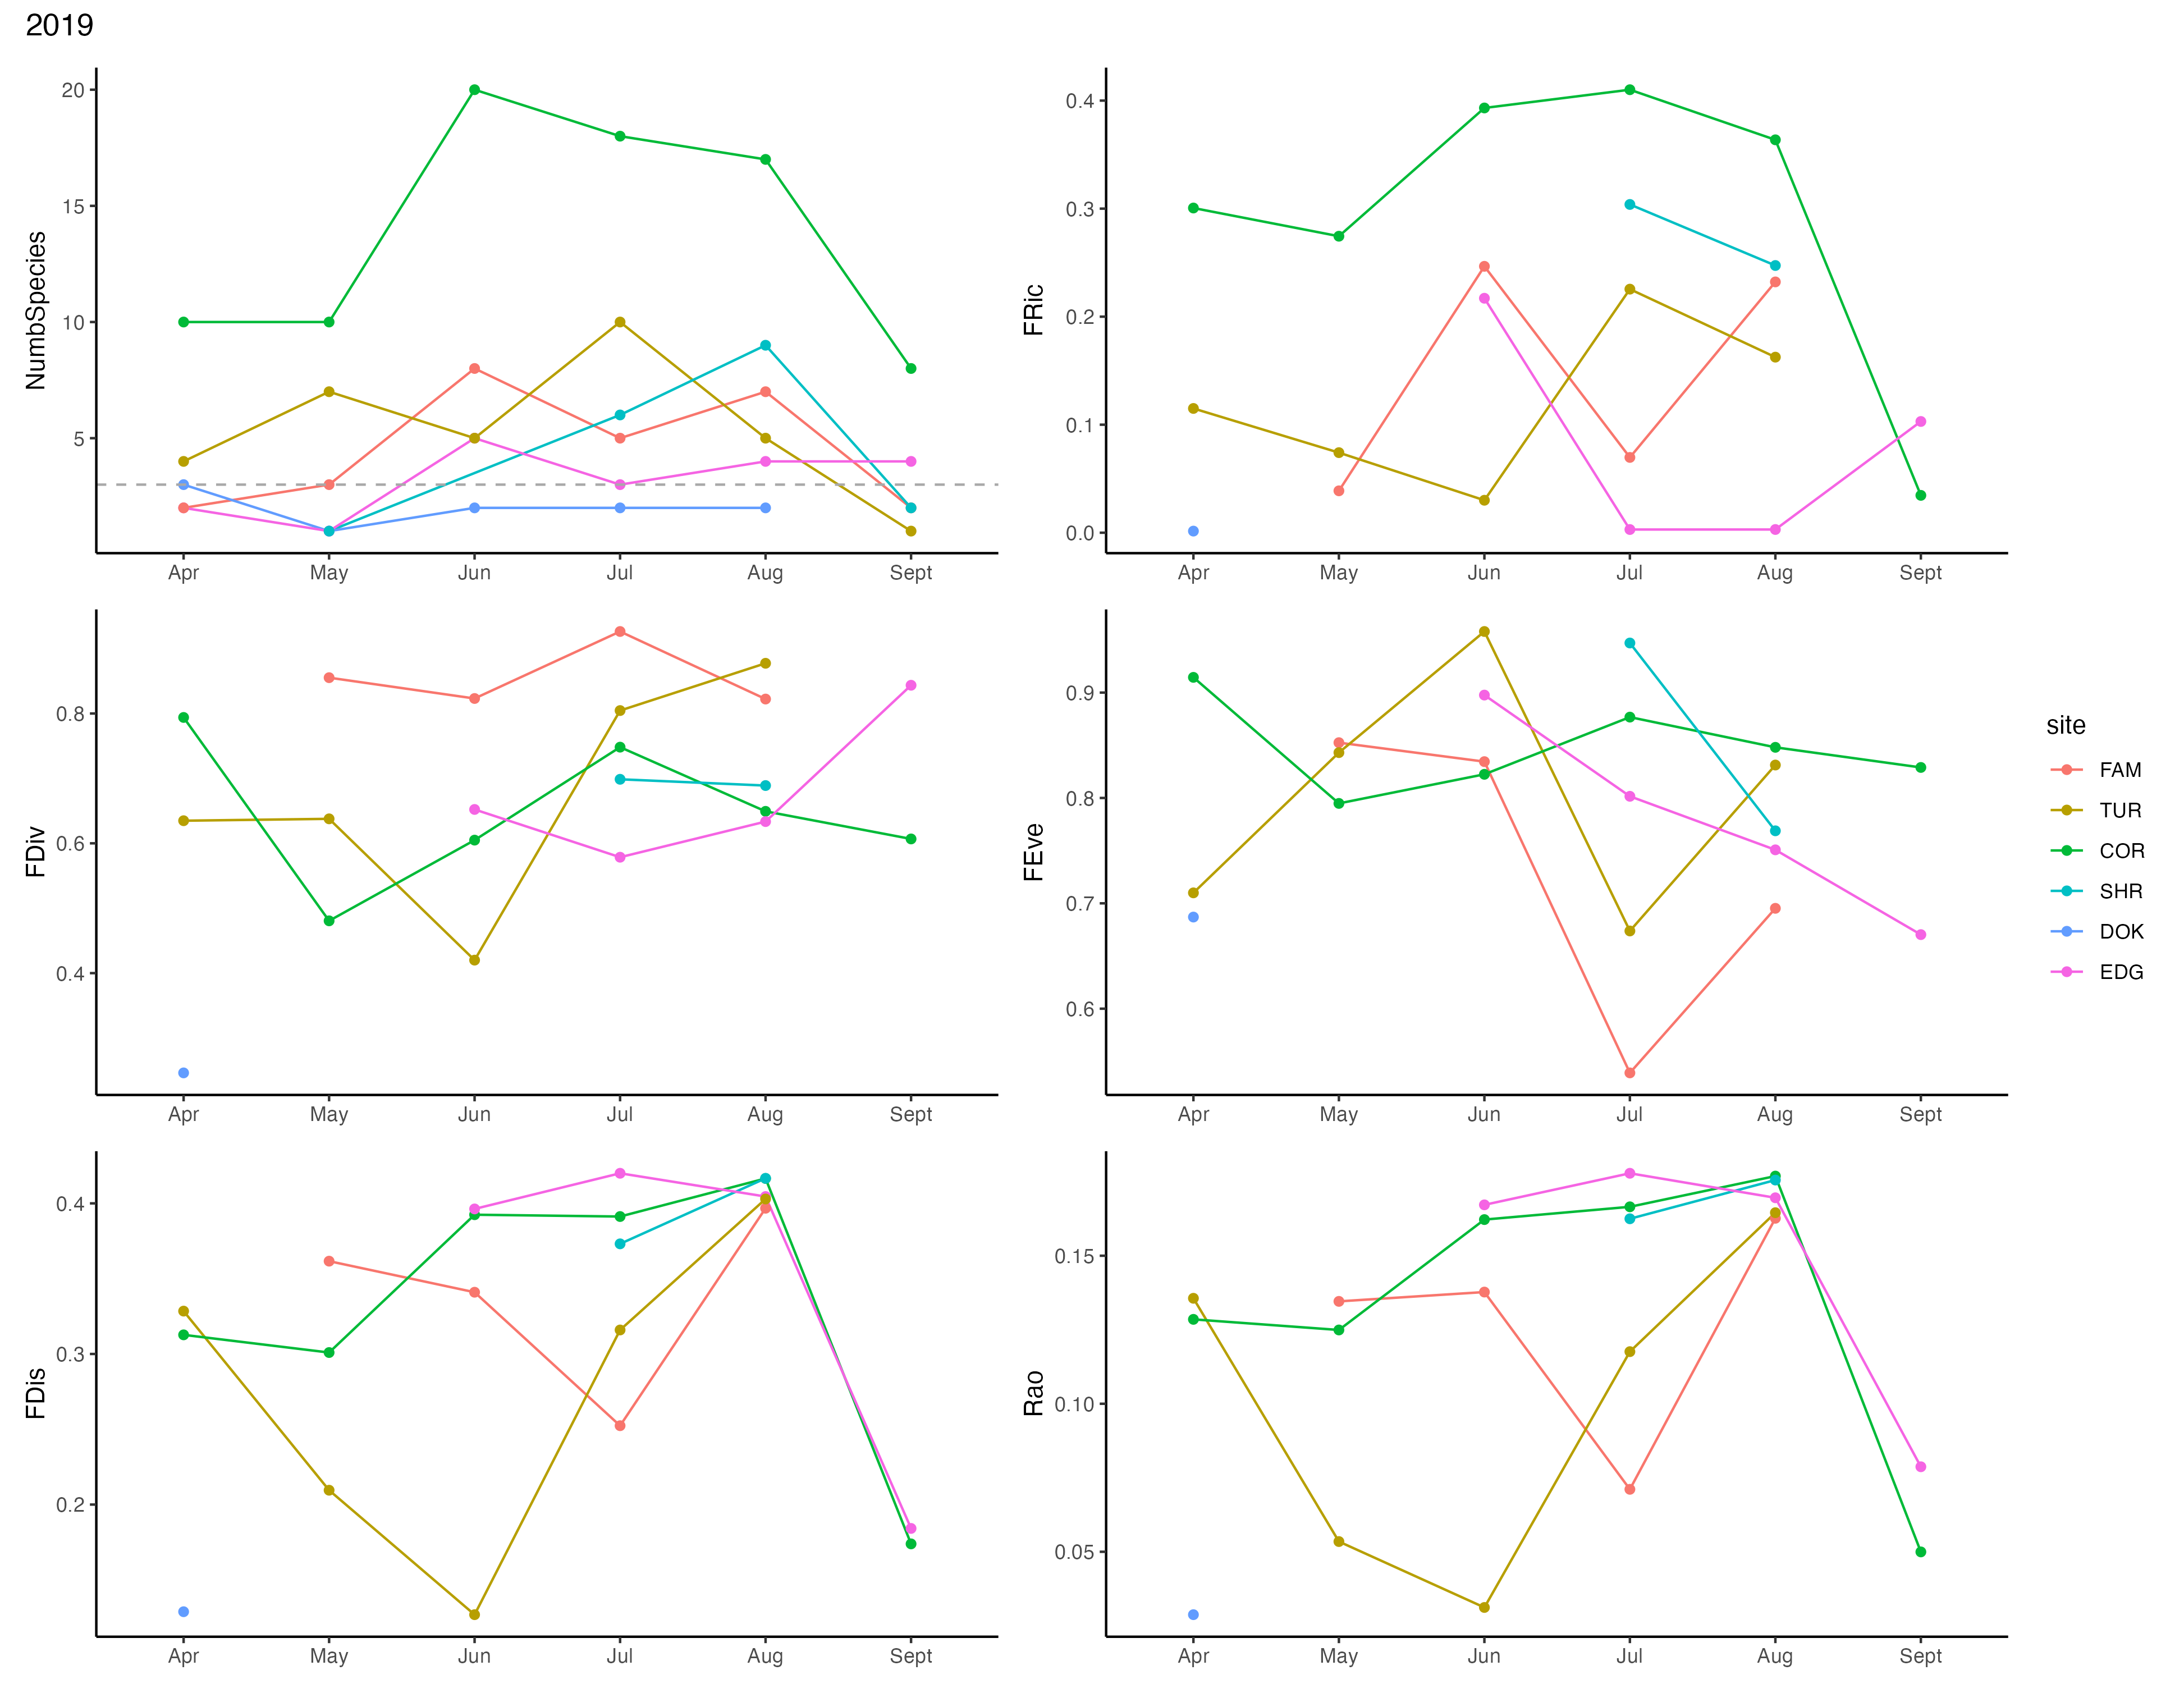 2019
NumbSpecies
20
15
10
5
Apr May Jun Jul Aug Sept
FRic
0.4
0.3
0.2
0.1
0.0
Apr May Jun Jul Aug Sept
FDiv
0.8
0.6
0.4
Apr May Jun Jul Aug Sept
FEve
0.9
0.8
0.7
0.6
Apr May Jun Jul Aug Sept
FDis
0.4
0.3
0.2
Apr May Jun Jul Aug Sept
Rao
0.15
0.10
0.05
Apr May Jun Jul Aug Sept
site
FAM
TUR
COR
SHR
DOK
EDG